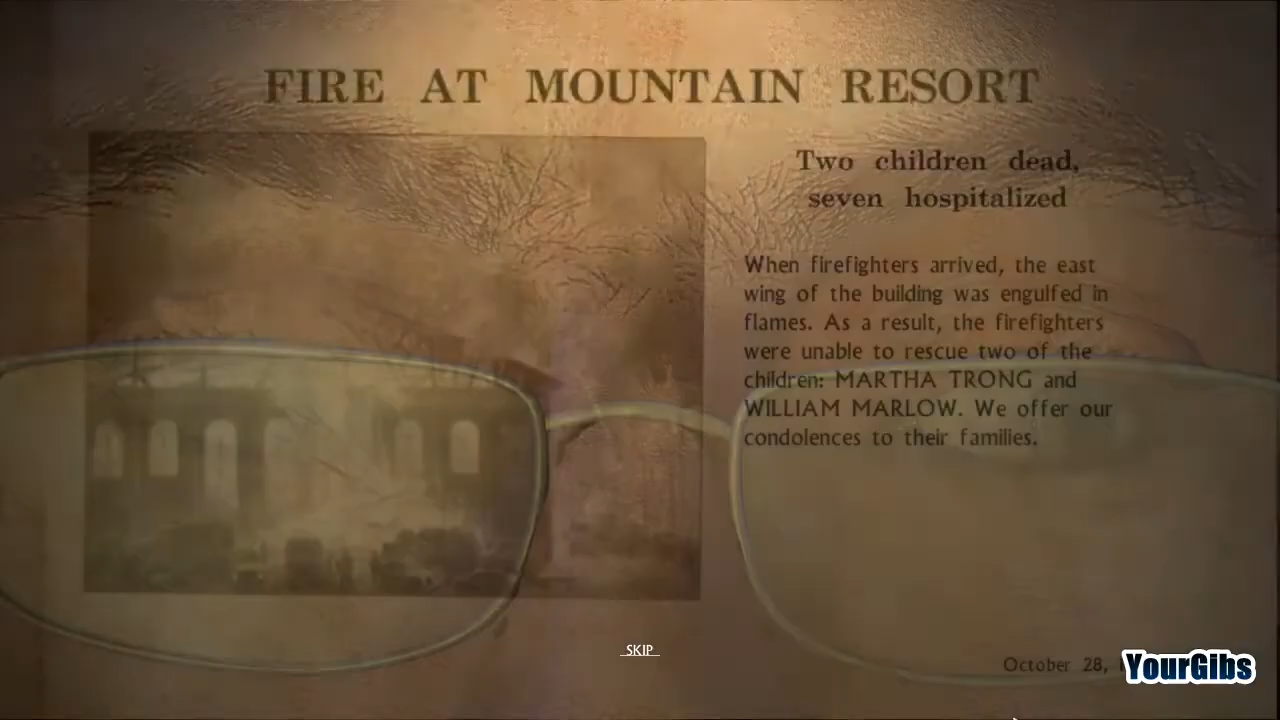 FIRE AT MOUNTAIN RESORT
Two children dead,
seven hospitalized
When firefighters arrived, the east
wing of the building was engulfed in
flames. As a result, the firefighters
were unable to rescue two of the
children: MARTHA TRONG and
WILLIAM MARLOW. We offer our
condolences to their families.
SKIP
October 28,
YourGibs